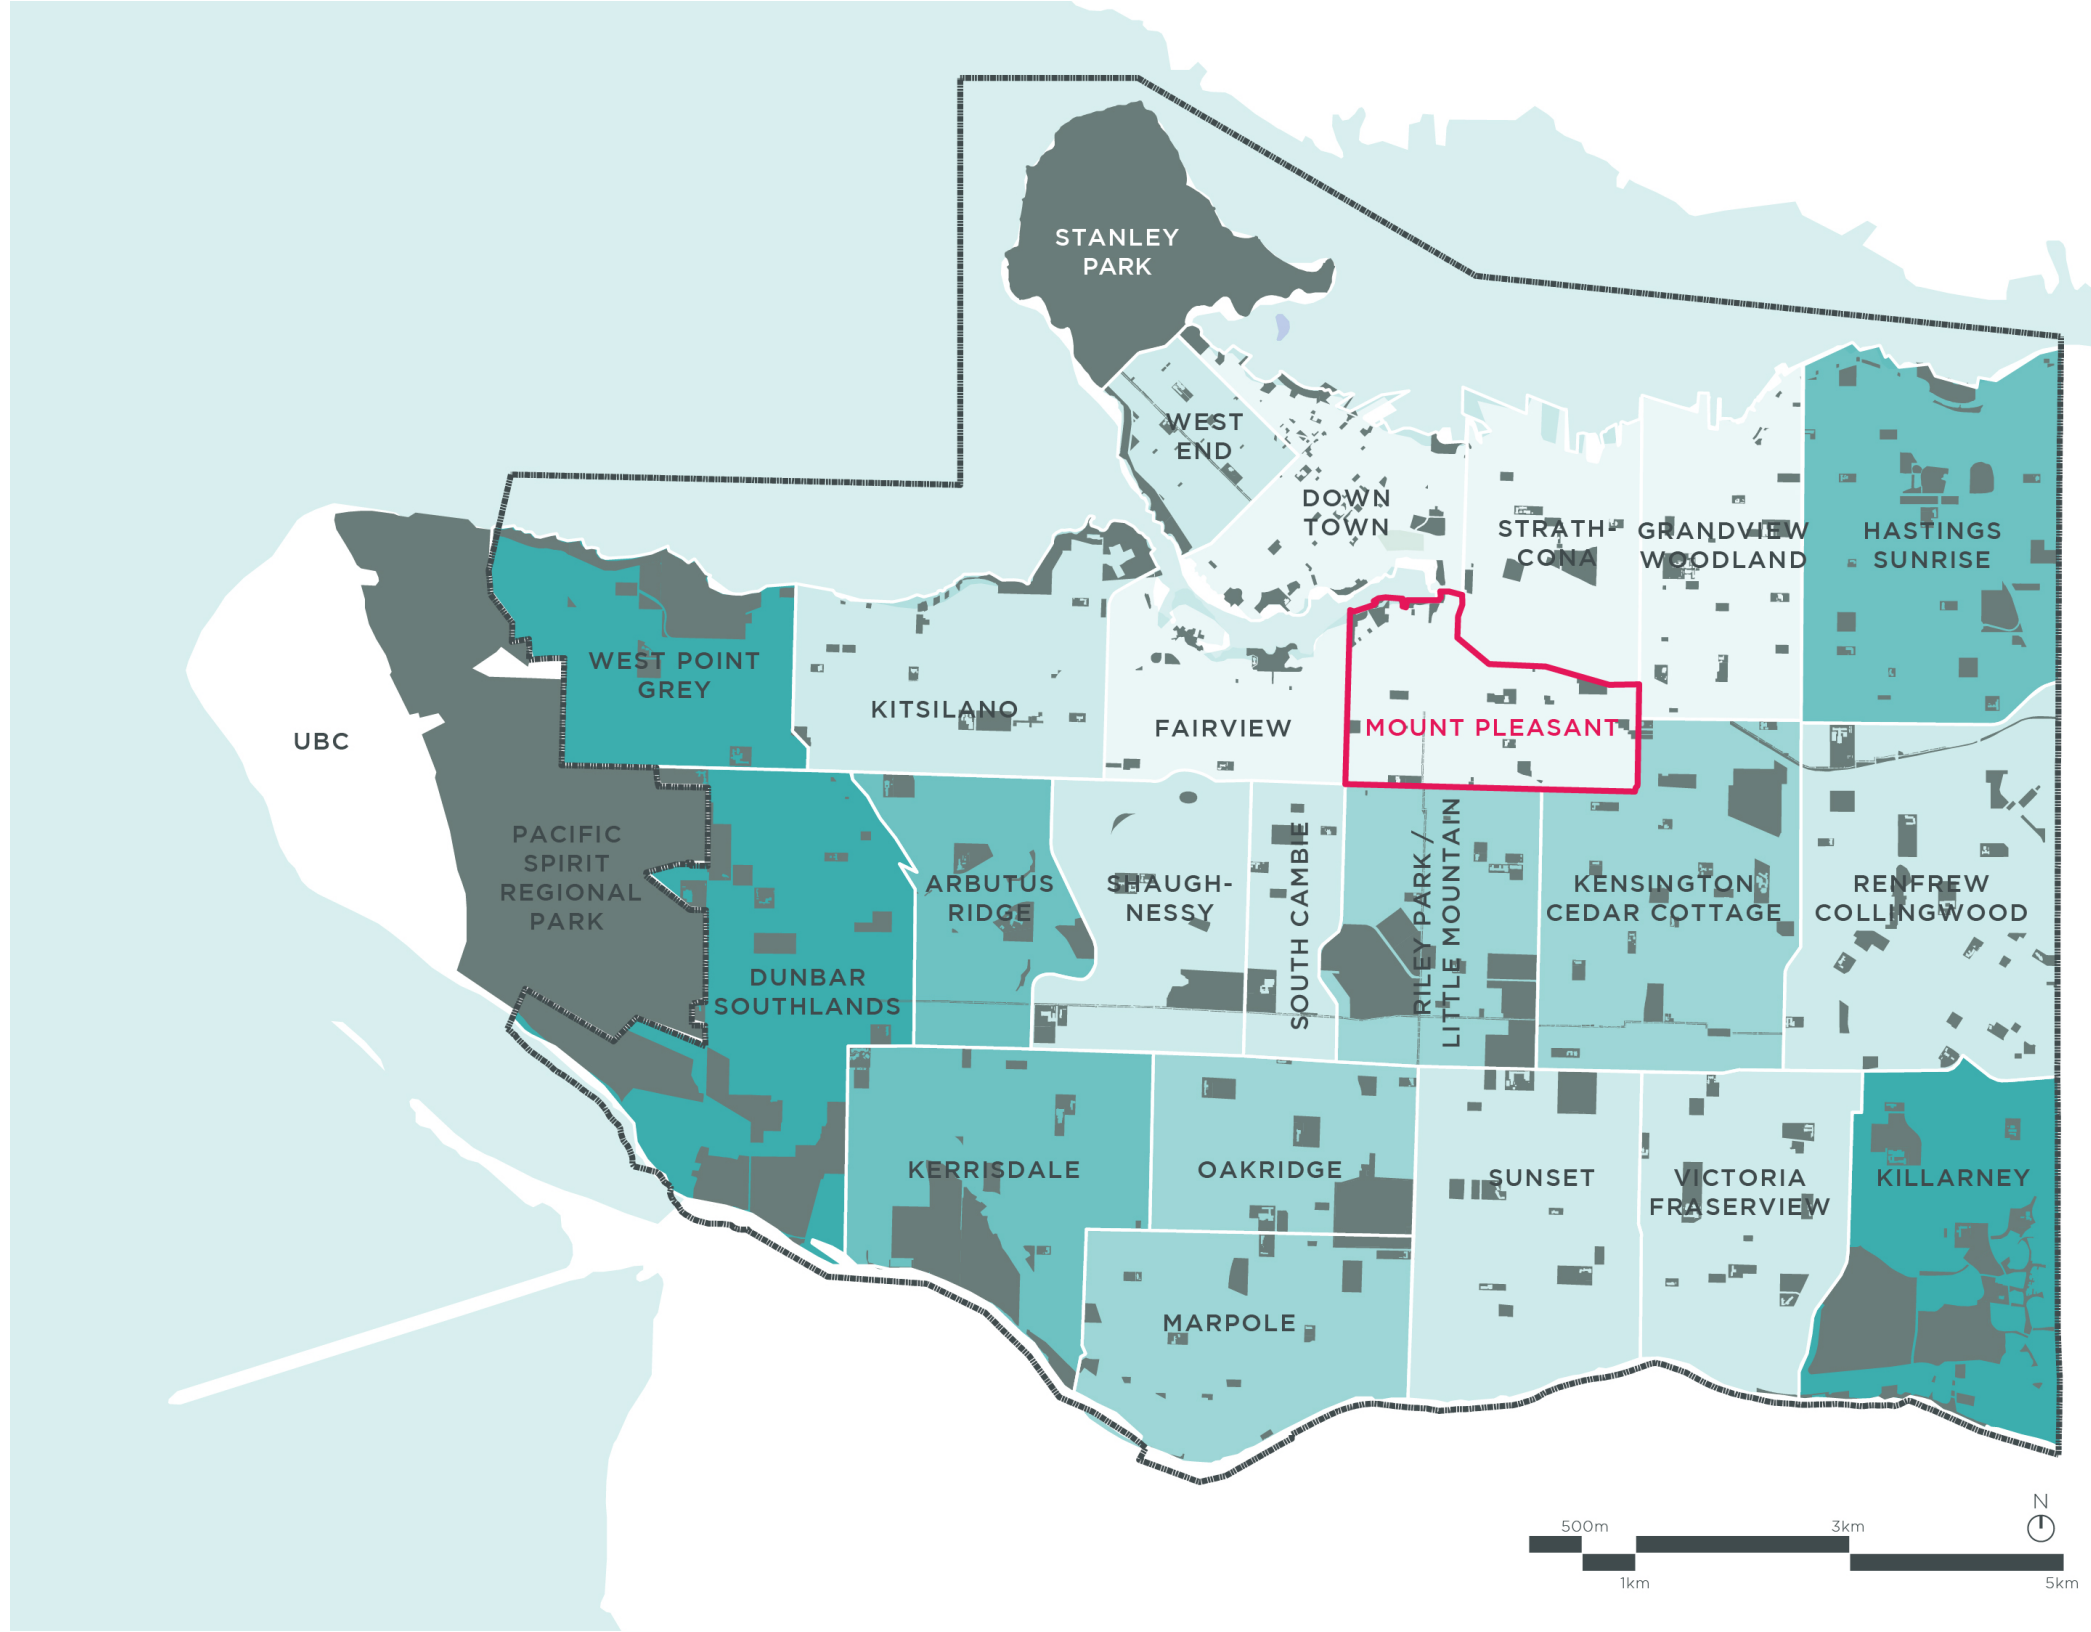 STANLEY
PARK
WEST
END
DOWN
TOWN
STRATH-
CONA
GRANDVIEW
WOODLAND
HASTINGS
SUNRISE
WEST POINT
GREY
KITSILANO
FAIRVIEW
MOUNT PLEASANT
UBC
PACIFIC
SPIRIT
REGIONAL
PARK
DUNBAR
SOUTHLANDS
ARBUTUS
RIDGE
SHAUGH-
NESSY
SOUTH CAMBIE
RILEY PARK /
LITTLE MOUNTAIN
KENSINGTON
CEDAR COTTAGE
RENFREW
COLLINGWOOD
KERRISDALE
OAKRIDGE
SUNSET
VICTORIA
FRASERVIEW
KILLARNEY
MARPOLE
N
500m
3km
1km
5km